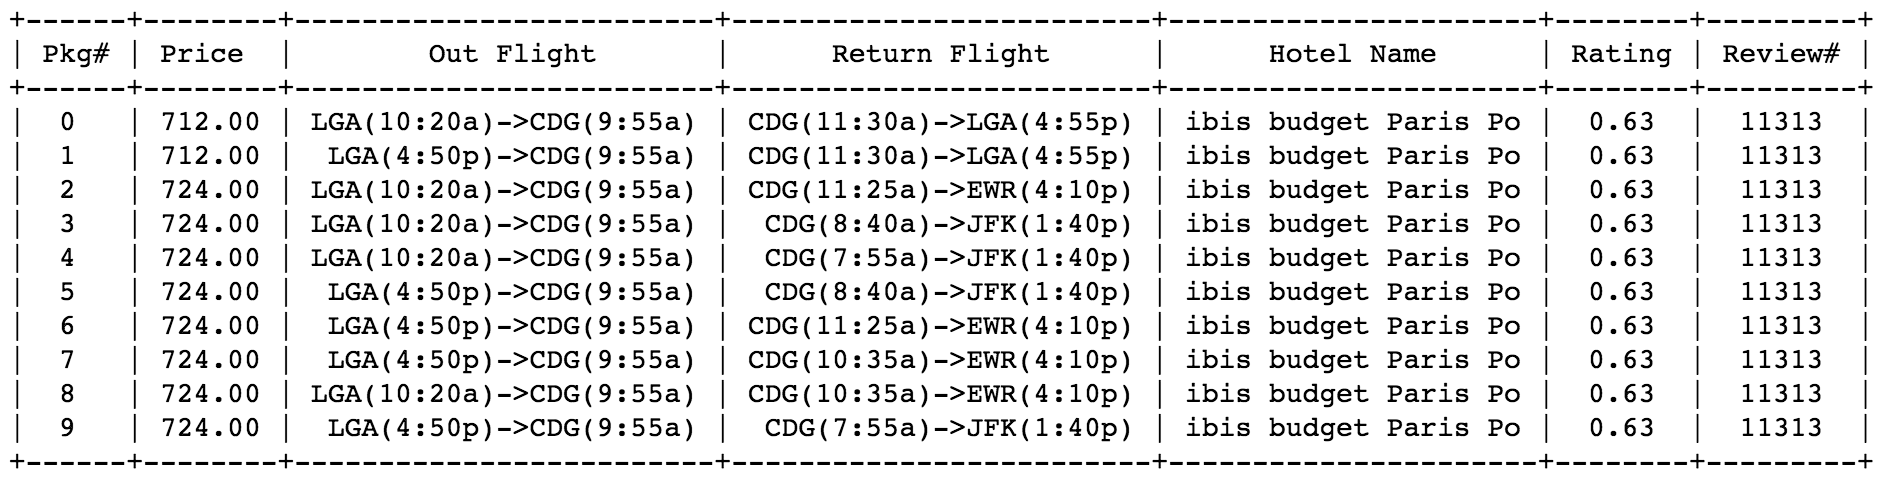 +------+--------+-------------------------+-------------------------+----------------------+--------+---------+
| Pkg# | Price  |        Out Flight       |      Return Flight      |      Hotel Name      | Rating | Review# |
+------+--------+-------------------------+-------------------------+----------------------+--------+---------+
|  0   | 712.00 | LGA(10:20a)->CDG(9:55a) | CDG(11:30a)->LGA(4:55p) | ibis budget Paris Po |  0.63  |  11313  |
|  1   | 712.00 |  LGA(4:50p)->CDG(9:55a) | CDG(11:30a)->LGA(4:55p) | ibis budget Paris Po |  0.63  |  11313  |
|  2   | 724.00 | LGA(10:20a)->CDG(9:55a) | CDG(11:25a)->EWR(4:10p) | ibis budget Paris Po |  0.63  |  11313  |
|  3   | 724.00 | LGA(10:20a)->CDG(9:55a) |  CDG(8:40a)->JFK(1:40p) | ibis budget Paris Po |  0.63  |  11313  |
|  4   | 724.00 | LGA(10:20a)->CDG(9:55a) |  CDG(7:55a)->JFK(1:40p) | ibis budget Paris Po |  0.63  |  11313  |
|  5   | 724.00 |  LGA(4:50p)->CDG(9:55a) |  CDG(8:40a)->JFK(1:40p) | ibis budget Paris Po |  0.63  |  11313  |
|  6   | 724.00 |  LGA(4:50p)->CDG(9:55a) | CDG(11:25a)->EWR(4:10p) | ibis budget Paris Po |  0.63  |  11313  |
|  7   | 724.00 |  LGA(4:50p)->CDG(9:55a) | CDG(10:35a)->EWR(4:10p) | ibis budget Paris Po |  0.63  |  11313  |
|  8   | 724.00 | LGA(10:20a)->CDG(9:55a) | CDG(10:35a)->EWR(4:10p) | ibis budget Paris Po |  0.63  |  11313  |
|  9   | 724.00 |  LGA(4:50p)->CDG(9:55a) |  CDG(7:55a)->JFK(1:40p) | ibis budget Paris Po |  0.63  |  11313  |
+------+--------+-------------------------+-------------------------+----------------------+--------+---------+